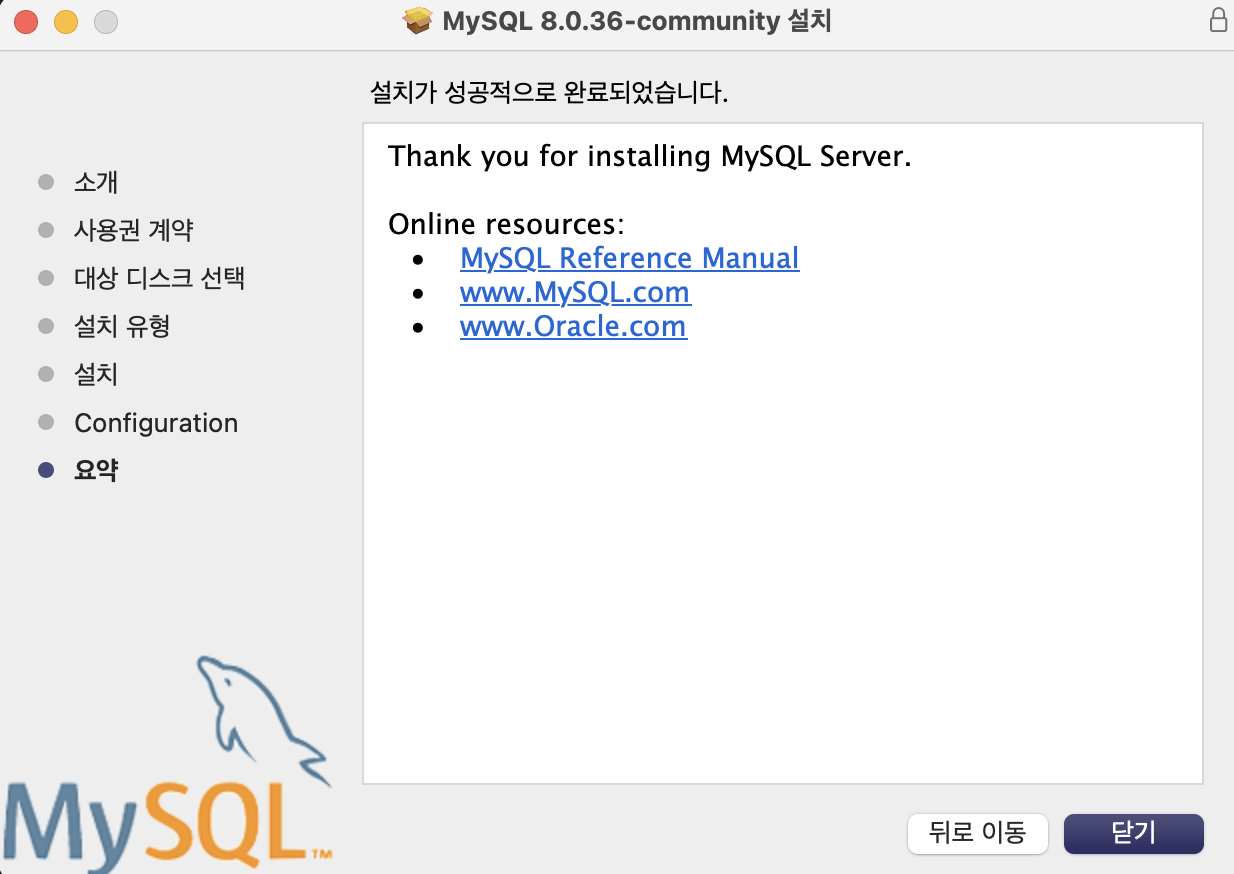 MySQL 8.0.36-community 설치
설치가 성공적으로 완료되었습니다.
소개
사용권 계약
대상 디스크 선택
설치 유형
설치
Configuration
요약
Thank you for installing MySQL Server.
Online resources:
• MySQL Reference Manual
• www.MySQL.com
• www.Oracle.com
MySQL™
뒤로 이동
닫기